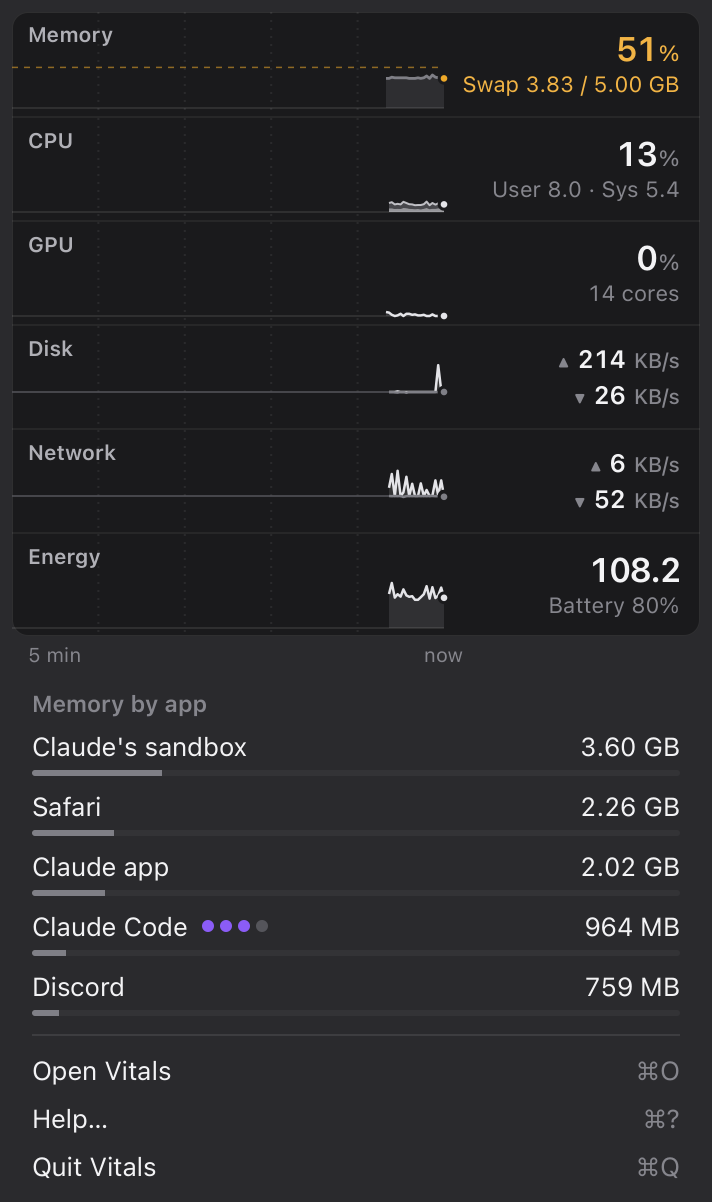 Memory
51%
Swap 3.83 / 5.00 GB
CPU
13%
User 8.0 · Sys 5.4
GPU
0%
14 cores
Disk
▲ 214 KB/s
▼ 26 KB/s
Network
▲ 6 KB/s
▼ 52 KB/s
Energy
108.2
Battery 80%
5 min now
Memory by app
Claude's sandbox 3.60 GB
Safari 2.26 GB
Claude app 2.02 GB
Claude Code 964 MB
Discord 759 MB
Open Vitals ⌘O
Help... ⌘?
Quit Vitals ⌘Q